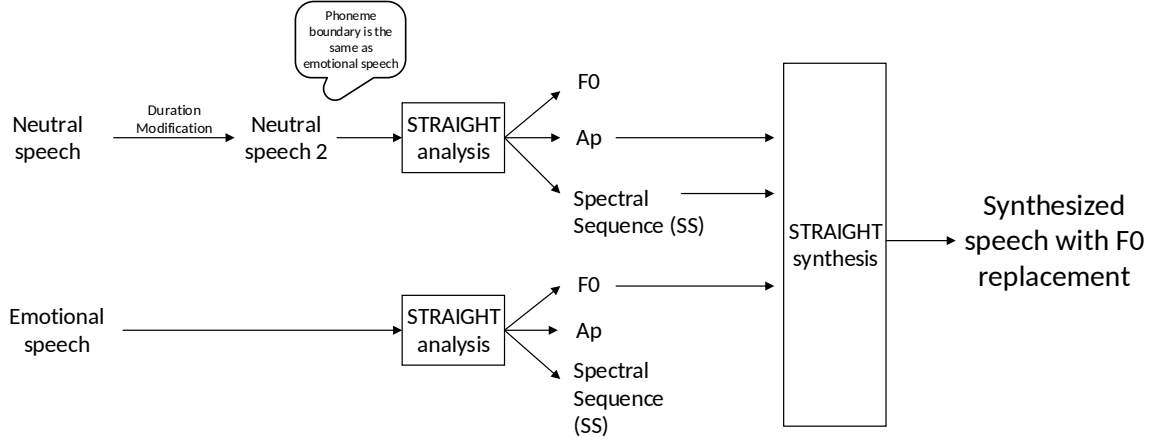 Phoneme
boundary is the
same as
emotional speech
Neutral
speech
Duration
Modification
Neutral
speech 2
STRAIGHT
analysis
F0
Ap
Spectral
Sequence (SS)
Emotional
speech
STRAIGHT
analysis
F0
Ap
Spectral
Sequence
(SS)
STRAIGHT
synthesis
Synthesized
speech with F0
replacement